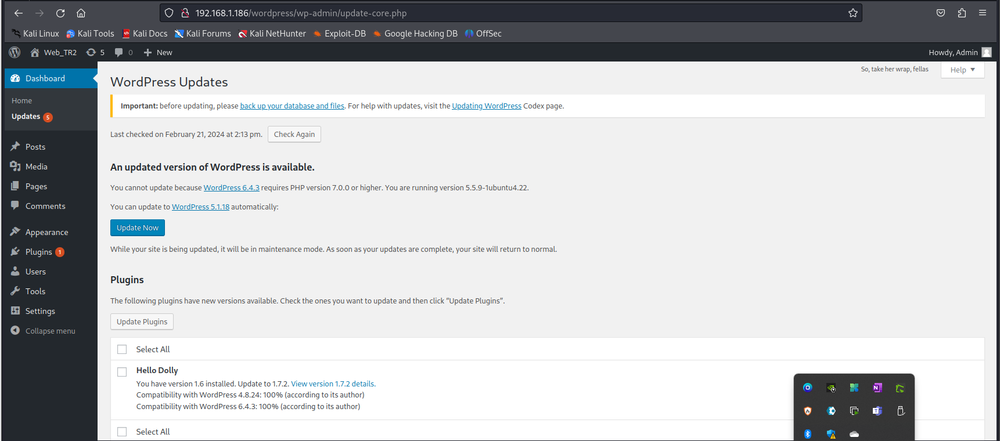 192.168.1.186/wordpress/wp-admin/update-core.php
Kali Linux Kali Tools Kali Docs Kali Forums Kali NetHunter Exploit-DB Google Hacking DB OffSec
Web_TR2 5 0 New Howdy, Admin
Dashboard
Home
Updates 5
Posts
Media
Pages
Comments
Appearance
Plugins 1
Users
Tools
Settings
Collapse menu
So, take her wrap, fellas
Help
WordPress Updates
Important: before updating, please back up your database and files. For help with updates, visit the Updating WordPress Codex page.
Last checked on February 21, 2024 at 2:13 pm. Check Again
An updated version of WordPress is available.
You cannot update because WordPress 6.4.3 requires PHP version 7.0.0 or higher. You are running version 5.5.9-1ubuntu4.22.
You can update to WordPress 5.1.18 automatically:
Update Now
While your site is being updated, it will be in maintenance mode. As soon as your updates are complete, your site will return to normal.
Plugins
The following plugins have new versions available. Check the ones you want to update and then click “Update Plugins”.
Update Plugins
Select All
Hello Dolly
You have version 1.6 installed. Update to 1.7.2. View version 1.7.2 details.
Compatibility with WordPress 4.8.24: 100% (according to its author)
Compatibility with WordPress 6.4.3: 100% (according to its author)
Select All